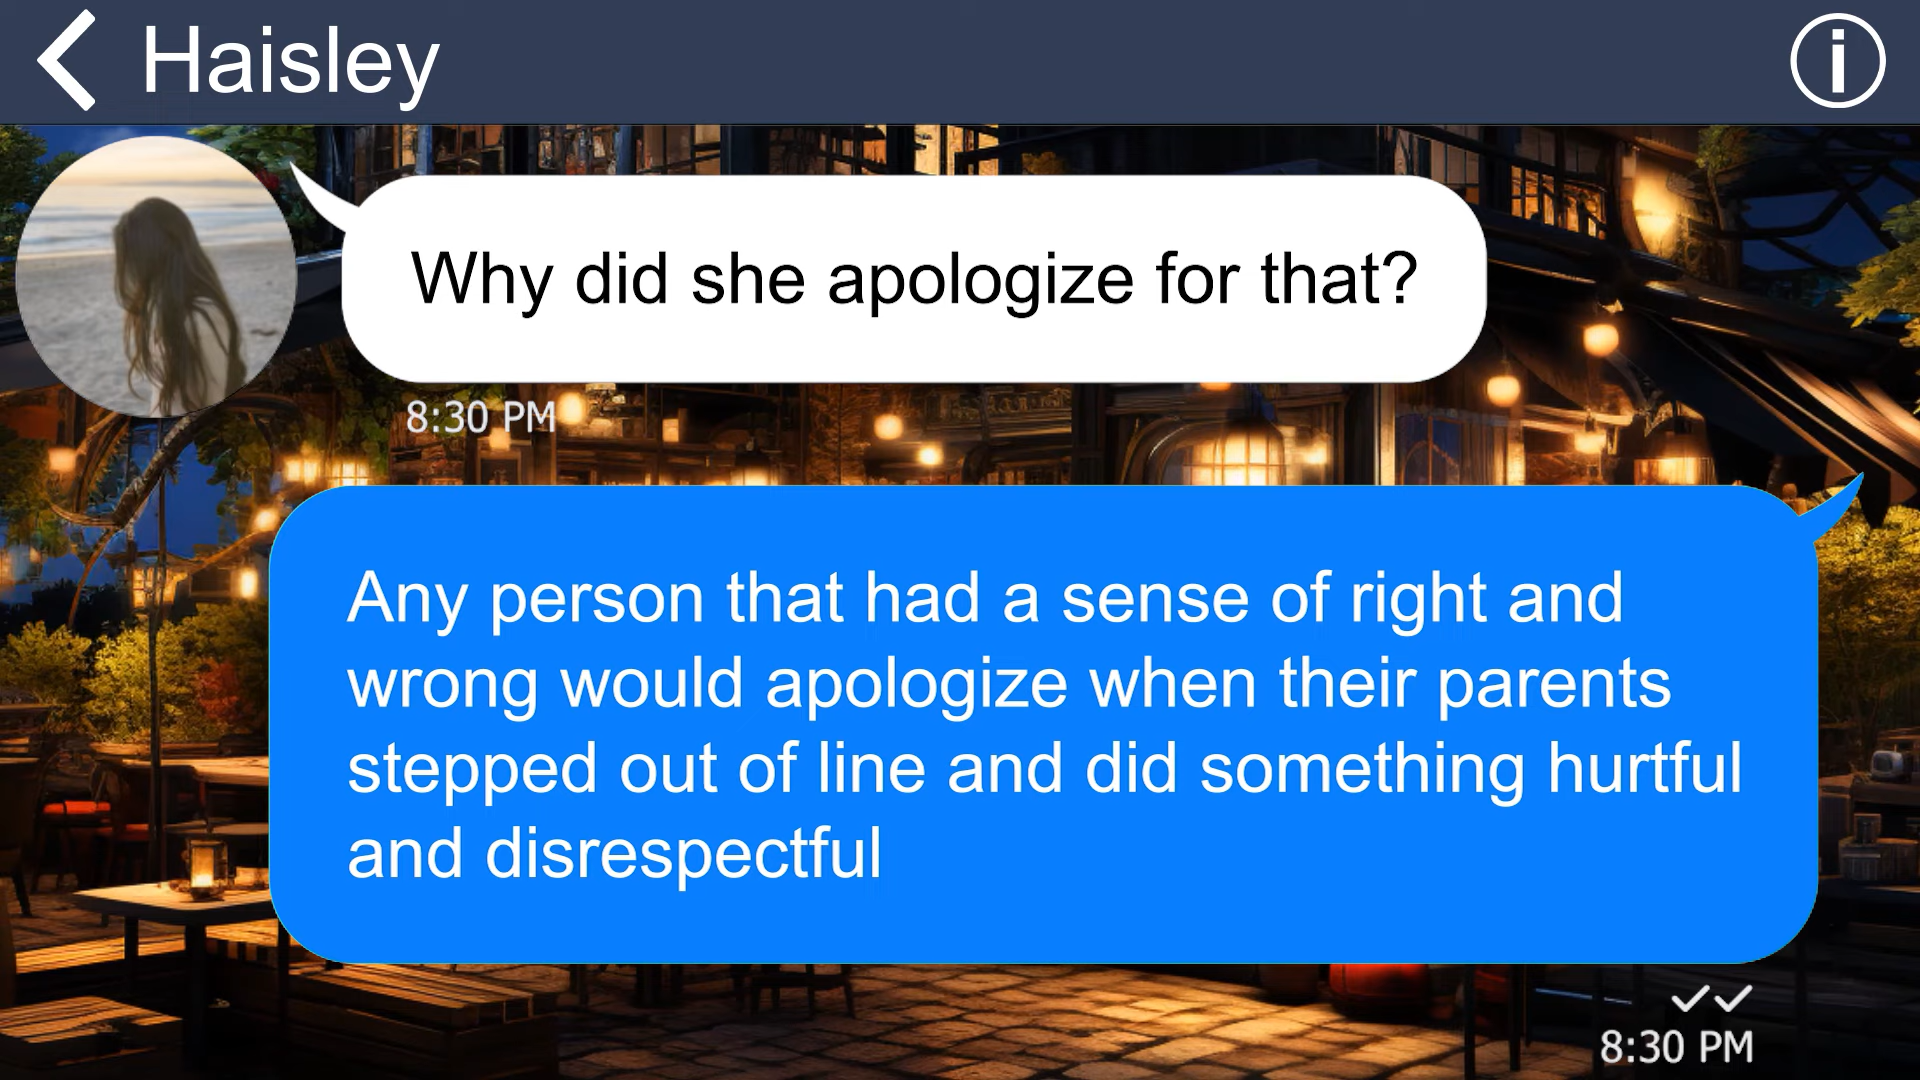 Haisley
Why did she apologize for that?
8:30 PM
Any person that had a sense of right and
wrong would apologize when their parents
stepped out of line and did something hurtful
and disrespectful
8:30 PM